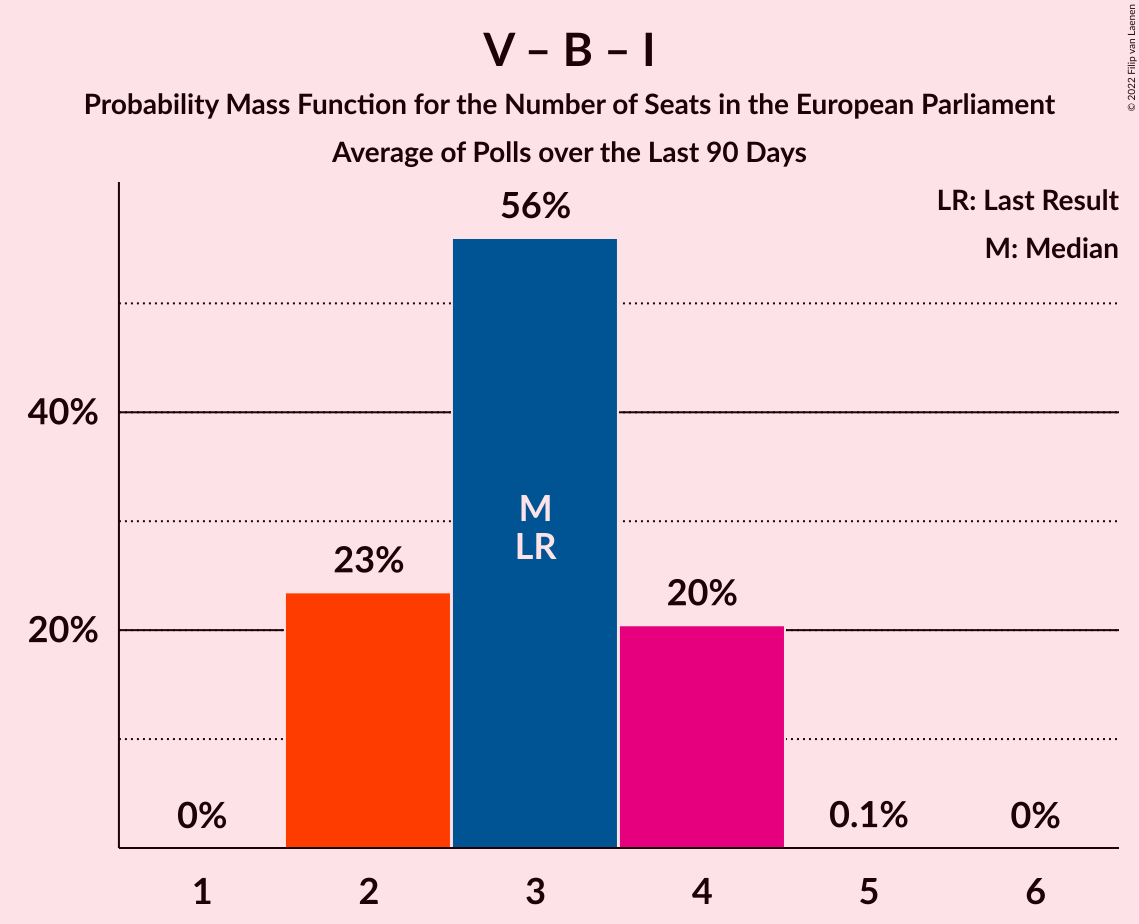 V – B – I
Probability Mass Function for the Number of Seats in the European Parliament
Average of Polls over the Last 90 Days
© 2022 Filip van Laenen
LR: Last Result
M: Median
56%
40%
M
LR
23%
20%
20%
0%
0.1%
0%
1 2 3 4 5 6